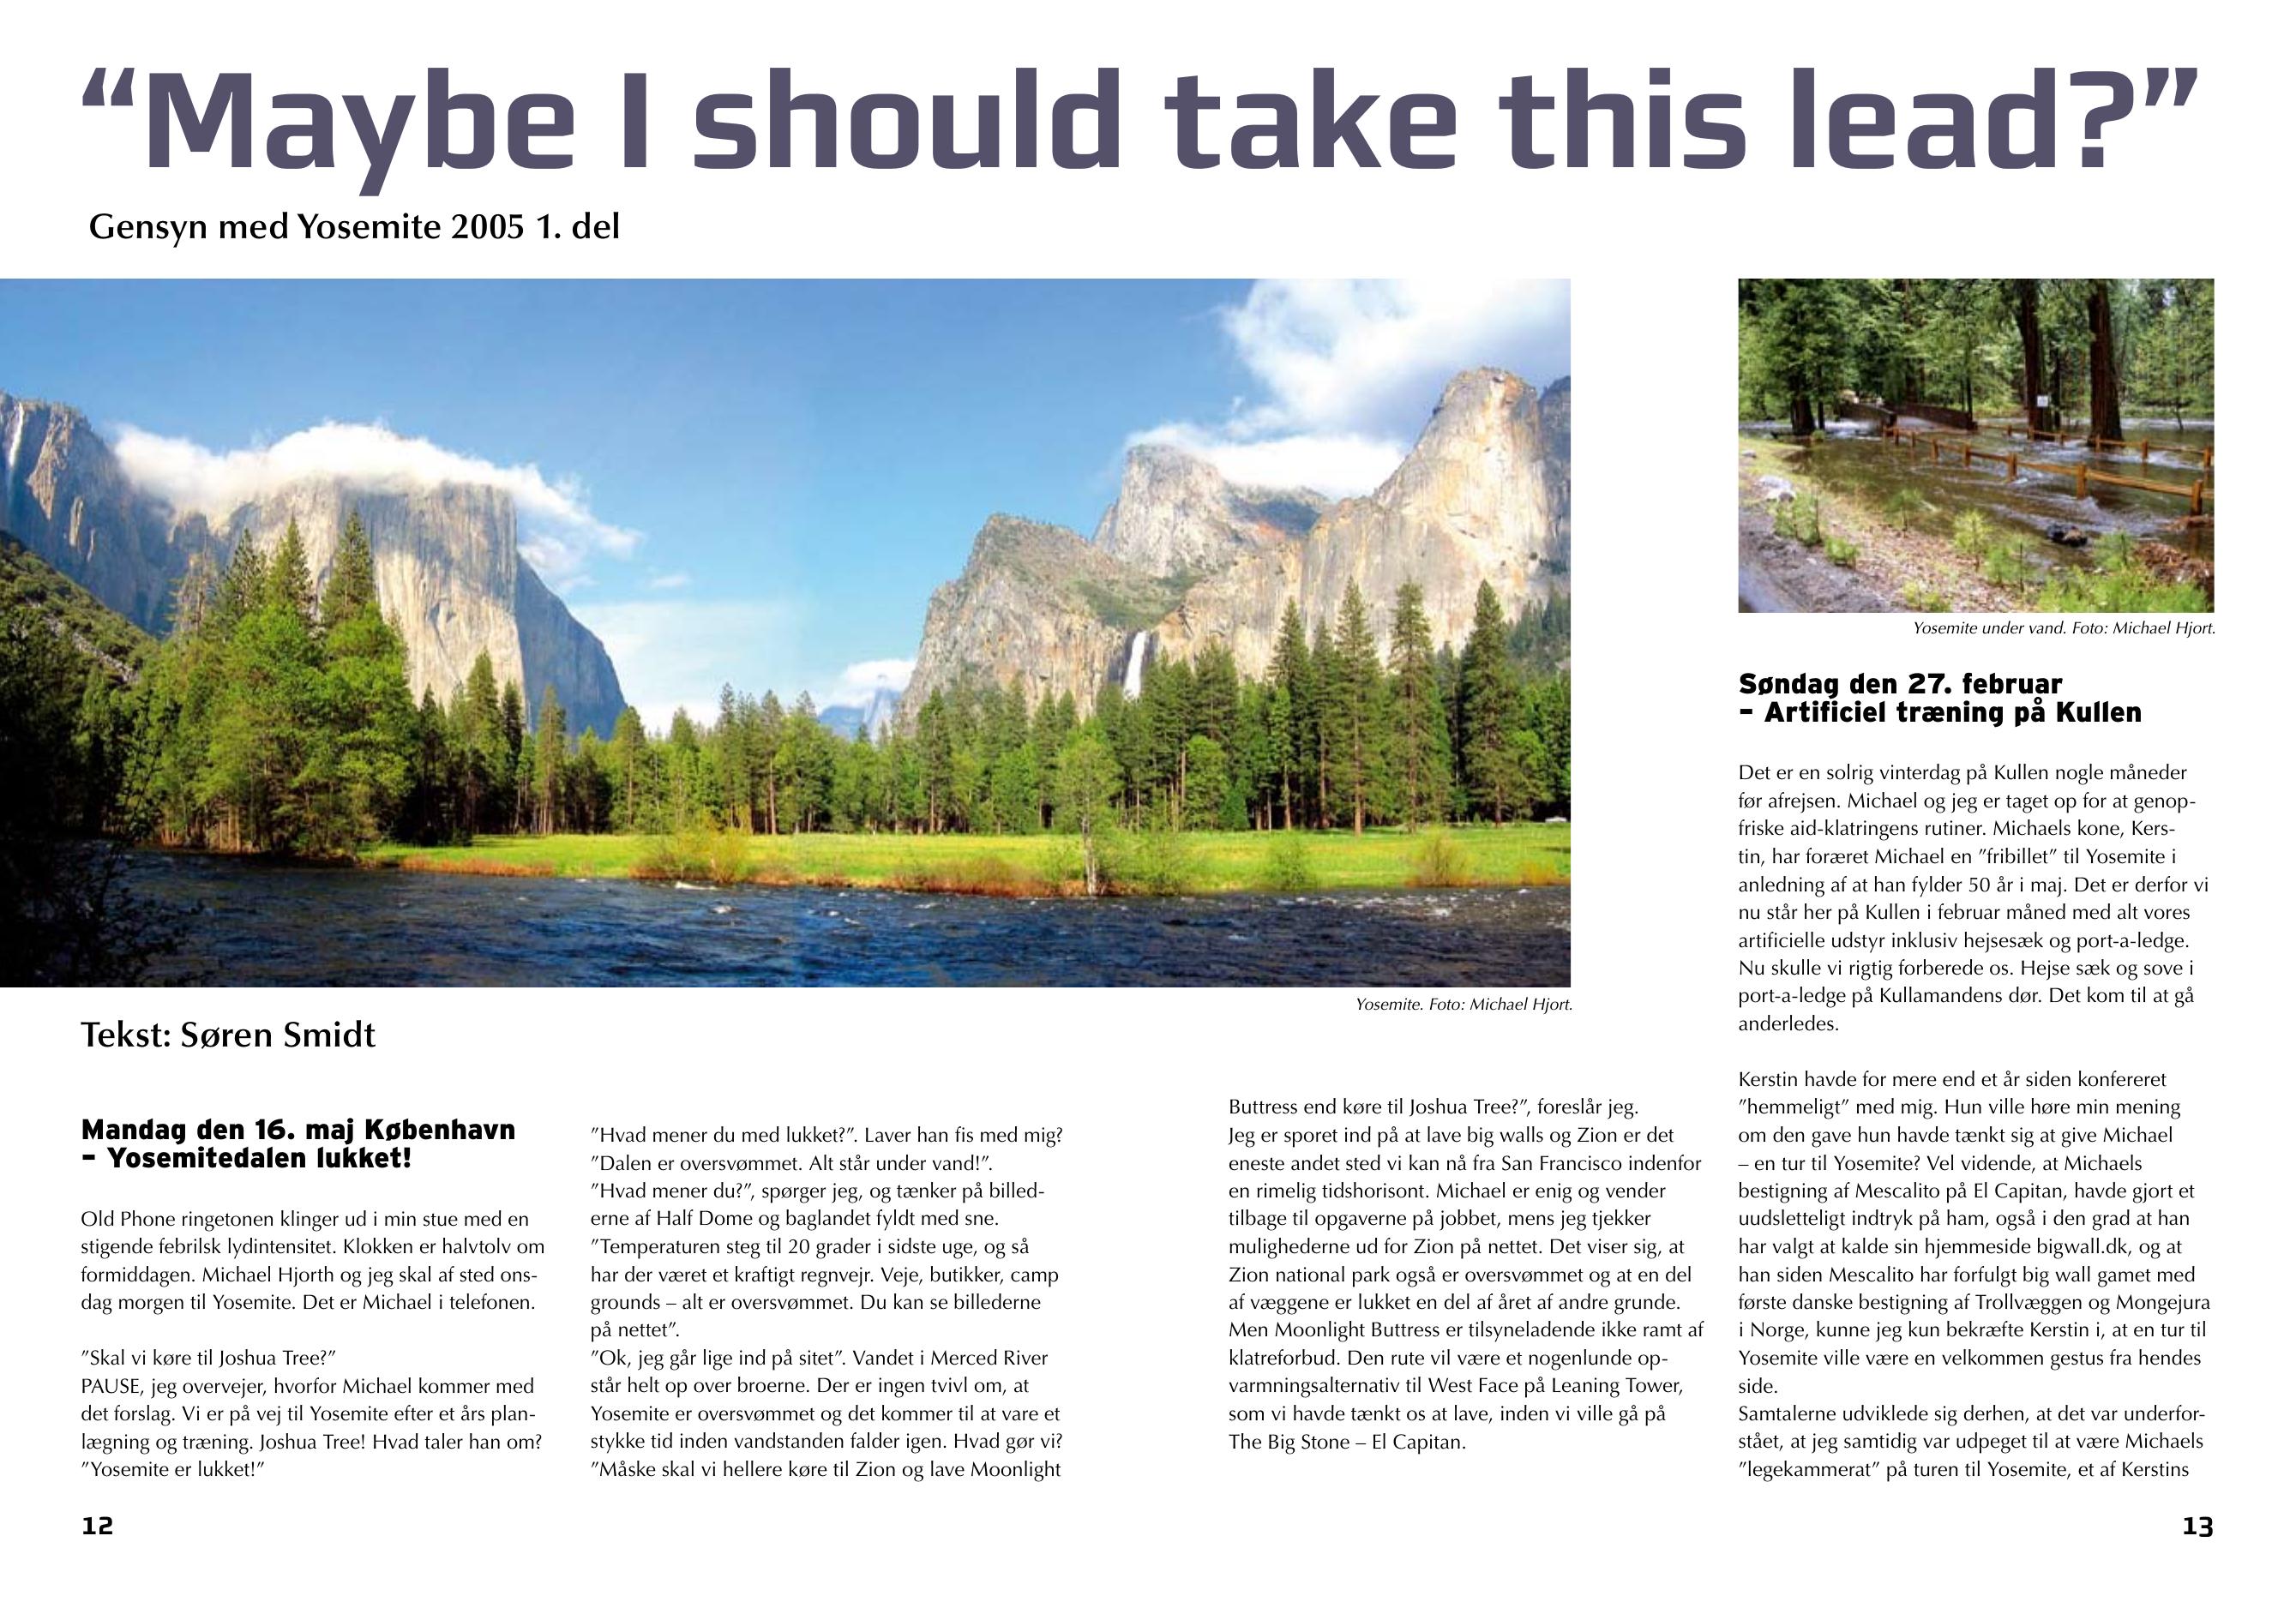 “Maybe I should take this lead?”
Gensyn med Yosemite 2005 1. del
Yosemite. Foto: Michael Hjort.
Tekst: Søren Smidt
Mandag den 16. maj København
– Yosemitedalen lukket!
Old Phone ringetonen klinger ud i min stue med en
stigende febrilsk lydintensitet. Klokken er halvtolv om
formiddagen. Michael Hjorth og jeg skal af sted ons-
dag morgen til Yosemite. Det er Michael i telefonen.
”Skal vi køre til Joshua Tree?”
PAUSE, jeg overvejer, hvorfor Michael kommer med
det forslag. Vi er på vej til Yosemite efter et års plan-
lægning og træning. Joshua Tree! Hvad taler han om?
”Yosemite er lukket!”
”Hvad mener du med lukket?”. Laver han fis med mig?
”Dalen er oversvømmet. Alt står under vand!”.
”Hvad mener du?”, spørger jeg, og tænker på billed-
erne af Half Dome og baglandet fyldt med sne.
”Temperaturen steg til 20 grader i sidste uge, og så
har der været et kraftigt regnvejr. Veje, butikker, camp
grounds – alt er oversvømmet. Du kan se billederne
på nettet”.
”Ok, jeg går lige ind på sitet”. Vandet i Merced River
står helt op over broerne. Der er ingen tvivl om, at
Yosemite er oversvømmet og det kommer til at vare et
stykke tid inden vandstanden falder igen. Hvad gør vi?
”Måske skal vi hellere køre til Zion og lave Moonlight
Buttress end køre til Joshua Tree?”, foreslår jeg.
Jeg er sporet ind på at lave big walls og Zion er det
eneste andet sted vi kan nå fra San Francisco indenfor
en rimelig tidshorisont. Michael er enig og vender
tilbage til opgaverne på jobbet, mens jeg tjekker
mulighederne ud for Zion på nettet. Det viser sig, at
Zion national park også er oversvømmet og at en del
af væggene er lukket en del af året af andre grunde.
Men Moonlight Buttress er tilsyneladende ikke ramt af
klatreforbud. Den rute vil være et nogenlunde op-
varmningsalternativ til West Face på Leaning Tower,
som vi havde tænkt os at lave, inden vi ville gå på
The Big Stone – El Capitan.
Yosemite under vand. Foto: Michael Hjort.
Søndag den 27. februar
– Artificiel træning på Kullen
Det er en solrig vinterdag på Kullen nogle måneder
før afrejsen. Michael og jeg er taget op for at genop-
friske aid-klatringens rutiner. Michaels kone, Kers-
tin, har foræret Michael en ”fribillet” til Yosemite i
anledning af at han fylder 50 år i maj. Det er derfor vi
nu står her på Kullen i februar måned med alt vores
artificielle udstyr inklusiv hejsesæk og port-a-ledge.
Nu skulle vi rigtig forberede os. Hejse sæk og sove i
port-a-ledge på Kullamandens dør. Det kom til at gå
anderledes.
Kerstin havde for mere end et år siden konfereret
”hemmeligt” med mig. Hun ville høre min mening
om den gave hun havde tænkt sig at give Michael
– en tur til Yosemite? Vel vidende, at Michaels
bestigning af Mescalito på El Capitan, havde gjort et
uudsletteligt indtryk på ham, også i den grad at han
har valgt at kalde sin hjemmeside bigwall.dk, og at
han siden Mescalito har forfulgt big wall gamet med
første danske bestigning af Trollvæggen og Mongejura
i Norge, kunne jeg kun bekræfte Kerstin i, at en tur til
Yosemite ville være en velkommen gestus fra hendes
side.
Samtalerne udviklede sig derhen, at det var underfor-
stået, at jeg samtidig var udpeget til at være Michaels
”legekammerat” på turen til Yosemite, et af Kerstins
12
13